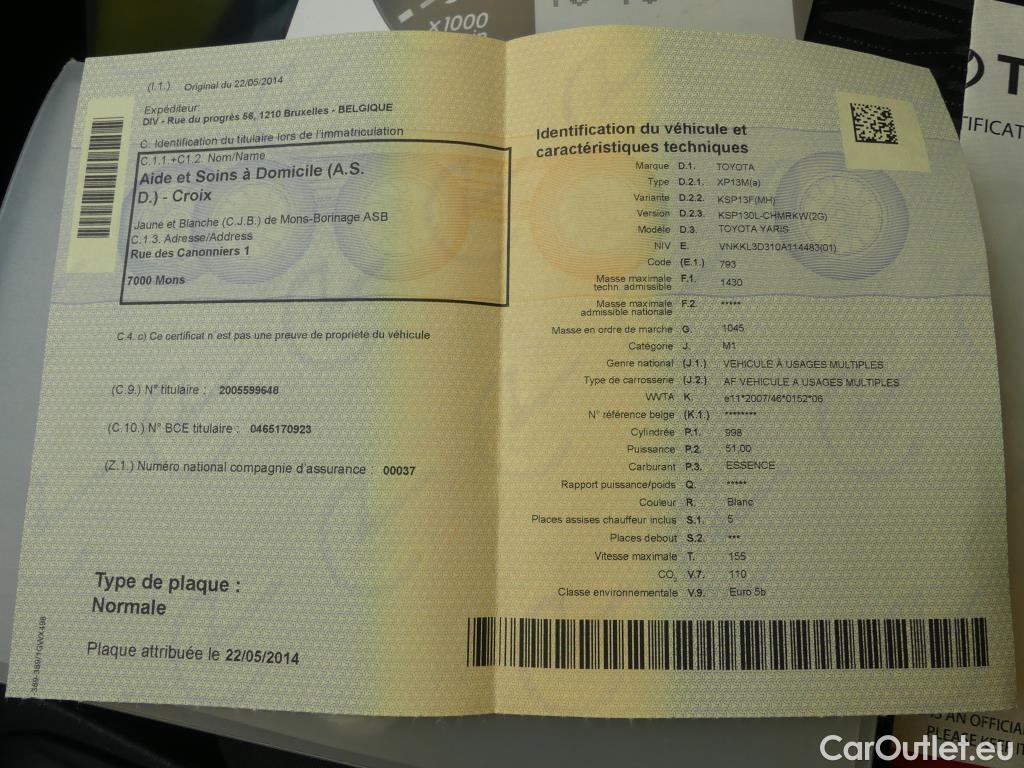 x1000
(I.1.) Original du 22/05/2014
Expéditeur:
DIV - Rue du progrès 56, 1210 Bruxelles - BELGIQUE
C. Identification du titulaire lors de l'immatriculation
C.1.1.+C1.2. Nom/Name
Aide et Soins à Domicile (A.S.
D.) - Croix
Jaune et Blanche (C.J.B.) de Mons-Borinage ASB
C.1.3. Adresse/Address
Rue des Canonniers 1
7000 Mons
C.4. c) Ce certificat n'est pas une preuve de propriété du véhicule
(C.9.) N° titulaire : 2005599648
(C.10.) N° BCE titulaire : 0465170923
(Z.1.) Numéro national compagnie d'assurance : 00037
Type de plaque :
Normale
Plaque attribuée le 22/05/2014
Identification du véhicule et
caractéristiques techniques
Marque D.1. TOYOTA
Type D.2.1. XP13M(a)
Variante D.2.2. KSP13F(MH)
Version D.2.3. KSP130L-CHMRKW(2G)
Modèle D.3. TOYOTA YARIS
NIV E. VNKKL3D310A114483(01)
Code (E.1.) 793
Masse maximale
techn. admissible F.1. 1430
Masse maximale
admissible nationale F.2. *****
Masse en ordre de marche G. 1045
Catégorie J. M1
Genre national (J.1.) VEHICULE À USAGES MULTIPLES
Type de carrosserie (J.2.) AF VEHICULE A USAGES MULTIPLES
WVTA K. e11*2007/46*0152*06
N° référence belge (K.1.) ********
Cylindrée P.1. 998
Puissance P.2. 51,00
Carburant P.3. ESSENCE
Rapport puissance/poids Q. *****
Couleur R. Blanc
Places assises chauffeur inclus S.1. 5
Places debout S.2. ***
Vitesse maximale T. 155
CO2 V.7. 110
Classe environnementale V.9. Euro 5b
T
TIFICAT
IS AN OFFICIA
PLEASE KEEP IT
CarOutlet.eu